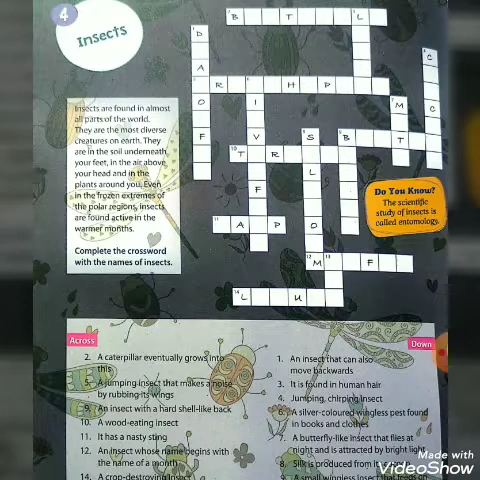 4
Insects
Insects are found in almost
all parts of the world.
They are the most diverse
creatures on earth. They
are in the soil underneath
your feet, in the air above
your head and in the
plants around you. Even
in the frozen extremes of
the polar regions, insects
are found active in the
warmer months.
Complete the crossword
with the names of insects.
B T L
D
A
R H P
O
F
I
V
F
C
C
M
T
B
S
L
O
10 T R
11 A P
12 M 13 F
14 L U
Do You Know?
The scientific
study of insects is
called entomology.
Across
2. A caterpillar eventually grows into
this
5. A jumping insect that makes a noise
by rubbing its wings
9. An insect with a hard shell-like back
10. A wood-eating insect
11. It has a nasty sting
12. An insect whose name begins with
the name of a month
14. A crop-destroying insect
Down
1. An insect that can also
move backwards
3. It is found in human hair
4. Jumping, chirping insect
6. A silver-coloured wingless pest found
in books and clothes
7. A butterfly-like insect that flies at
night and is attracted by bright light
8. Silk is produced from it
9. A small wingless insect that feeds on
Made with
VideoShow